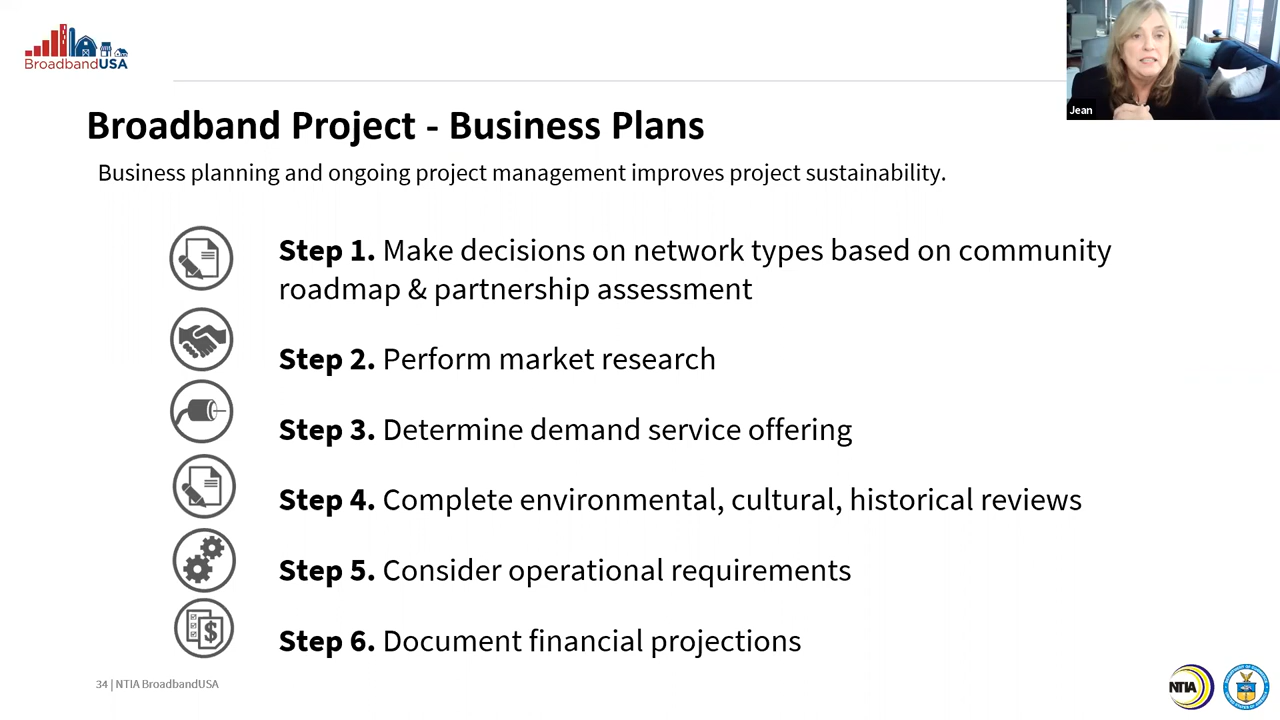 BroadbandUSA
Jean
Broadband Project - Business Plans
Business planning and ongoing project management improves project sustainability.
Step 1. Make decisions on network types based on community
roadmap & partnership assessment
Step 2. Perform market research
Step 3. Determine demand service offering
Step 4. Complete environmental, cultural, historical reviews
Step 5. Consider operational requirements
Step 6. Document financial projections
34 | NTIA BroadbandUSA
NTIA